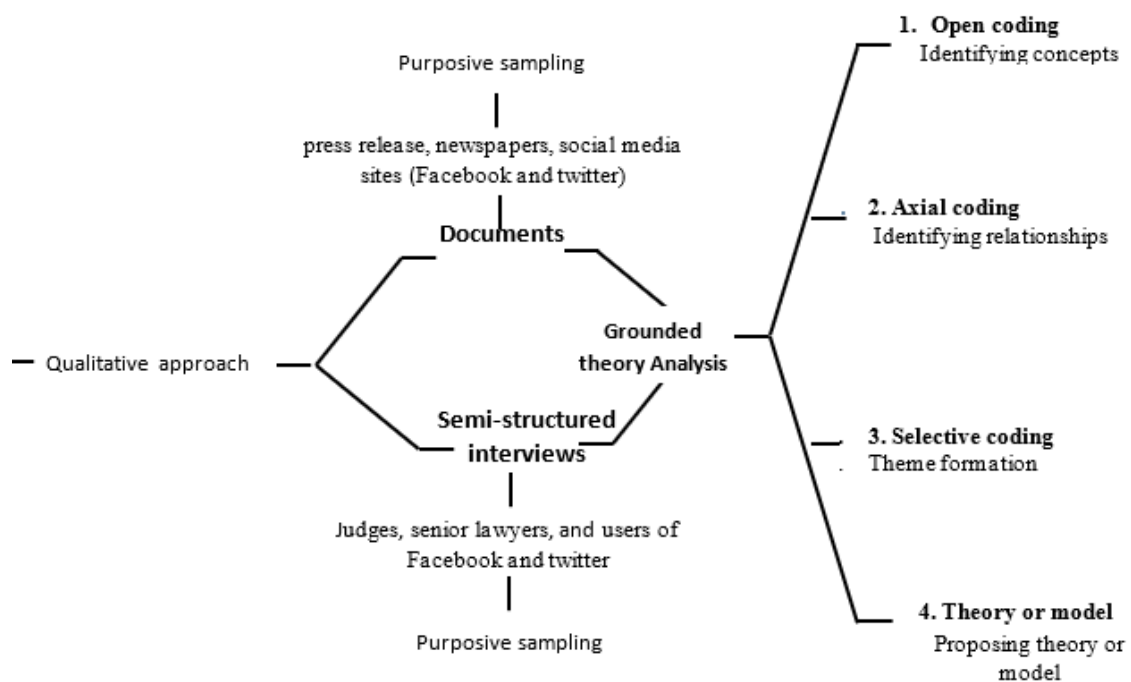 Purposive sampling
press release, newspapers, social media
sites (Facebook and twitter)
Documents
Qualitative approach
Semi-structured
interviews
Judges, senior lawyers, and users of
Facebook and twitter
Purposive sampling
Grounded
theory Analysis
1. Open coding
Identifying concepts
2. Axial coding
Identifying relationships
3. Selective coding
Theme formation
4. Theory or model
Proposing theory or
model